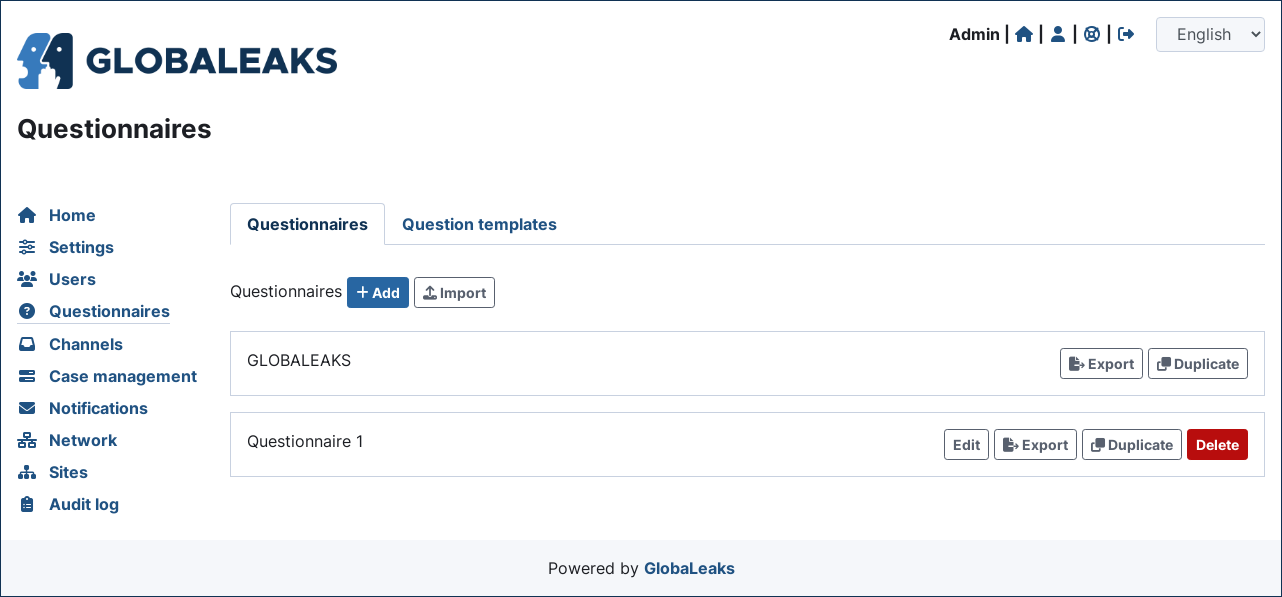 GLOBALEAKS
Admin | | | |
English
Questionnaires
Home
Settings
Users
Questionnaires
Channels
Case management
Notifications
Network
Sites
Audit log
Questionnaires Question templates
Questionnaires + Add Import
GLOBALEAKS Export Duplicate
Questionnaire 1 Edit Export Duplicate Delete
Powered by GlobaLeaks